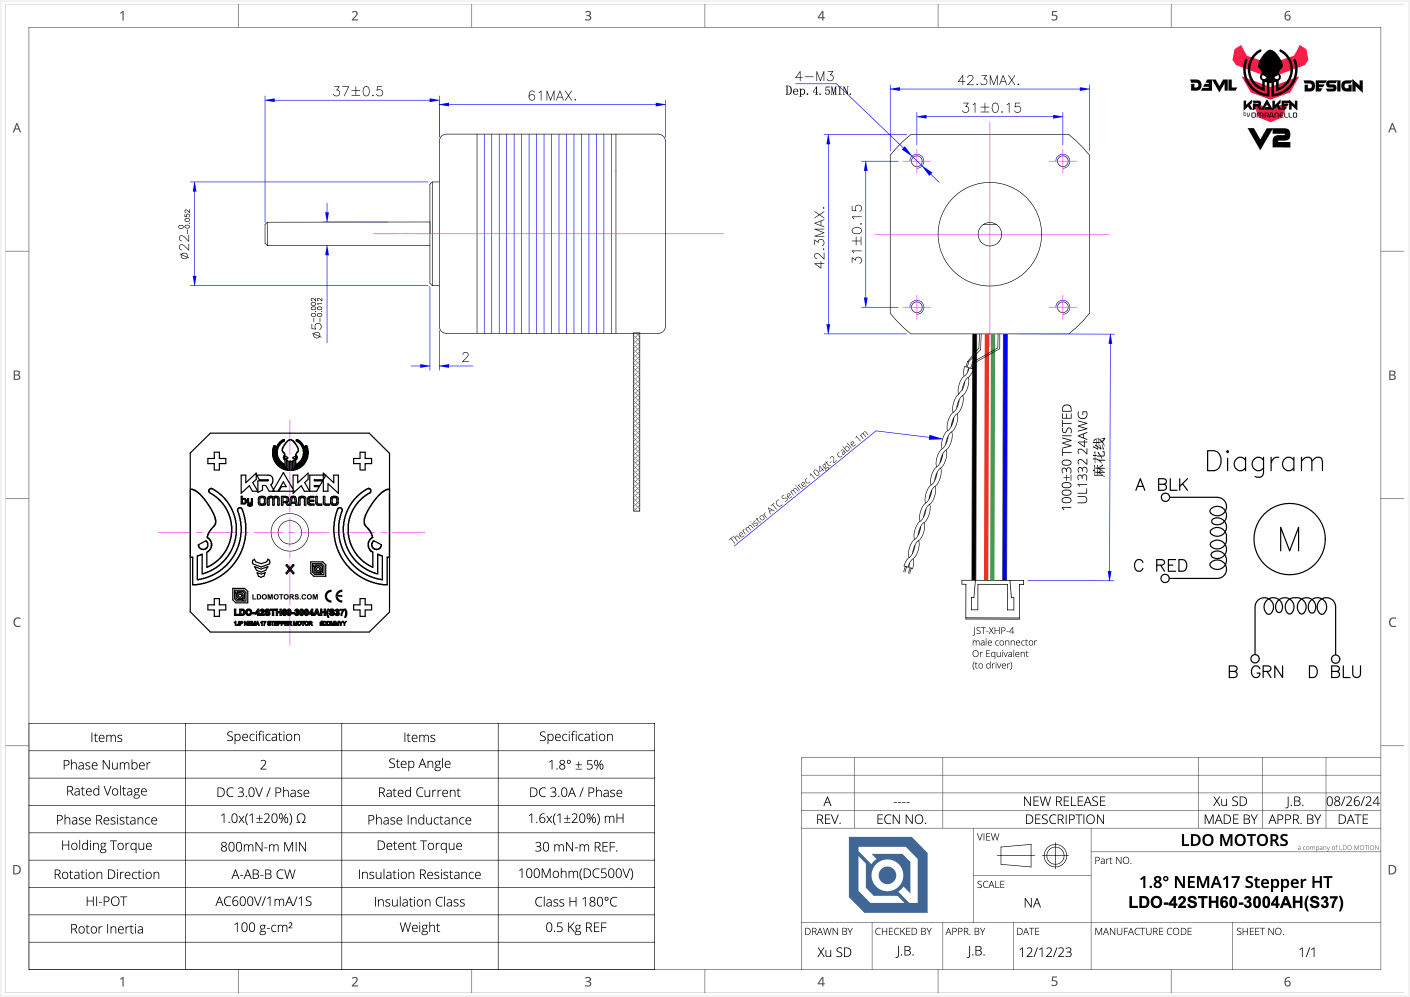 1 2 3 4 5 6
A
B
C
D
A
B
C
D
1 2 3 4 5 6
37±0.5
61MAX.
Ø22-0.052 0
Ø5-0.002 -0.012
2
4-M3
Dep.4.5MIN.
42.3MAX.
31±0.15
42.3MAX.
31±0.15
DEVIL DESIGN
KRAKEN
by OMPANELLO
V2
Thermistor ATC Semitec 104gt-2 cable 1m
1000±30 TWISTED
UL1332 24AWG
麻花线
JST-XHP-4
male connector
Or Equivalent
(to driver)
KRAKEN
by OMPANELLO
X
LDOMOTORS.COM CE
LDO-42STH60-3004AH(S37)
1.8° NEMA 17 STEPPER MOTOR
Diagram
A BLK
C RED
M
B GRN D BLU
Items Specification Items Specification
Phase Number 2 Step Angle 1.8° ± 5%
Rated Voltage DC 3.0V / Phase Rated Current DC 3.0A / Phase
Phase Resistance 1.0x(1±20%) Ω Phase Inductance 1.6x(1±20%) mH
Holding Torque 800mN-m MIN Detent Torque 30 mN-m REF.
Rotation Direction A-AB-B CW Insulation Resistance 100Mohm(DC500V)
HI-POT AC600V/1mA/1S Insulation Class Class H 180°C
Rotor Inertia 100 g-cm² Weight 0.5 Kg REF
A ---- NEW RELEASE Xu SD J.B. 08/26/24
REV. ECN NO. DESCRIPTION MADE BY APPR. BY DATE
VIEW
SCALE
NA
LDO MOTORS a company of LDO MOTION
Part NO.
1.8° NEMA17 Stepper HT
LDO-42STH60-3004AH(S37)
DRAWN BY CHECKED BY APPR. BY DATE MANUFACTURE CODE SHEET NO.
Xu SD J.B. J.B. 12/12/23 1/1